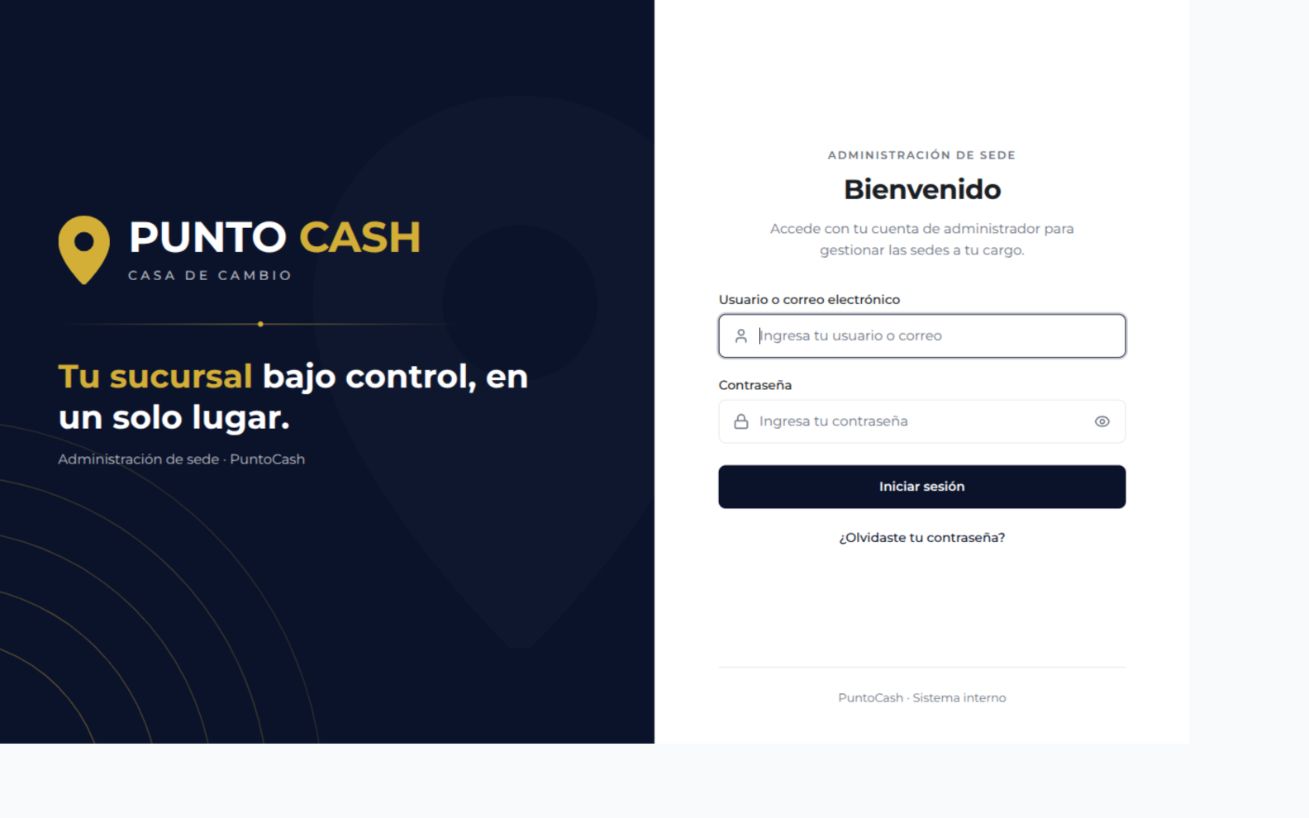 PUNTO CASH
CASA DE CAMBIO
Tu sucursal bajo control, en
un solo lugar.
Administración de sede · PuntoCash
ADMINISTRACIÓN DE SEDE
Bienvenido
Accede con tu cuenta de administrador para
gestionar las sedes a tu cargo.
Usuario o correo electrónico
Ingresa tu usuario o correo
Contraseña
Ingresa tu contraseña
Iniciar sesión
¿Olvidaste tu contraseña?
PuntoCash · Sistema interno